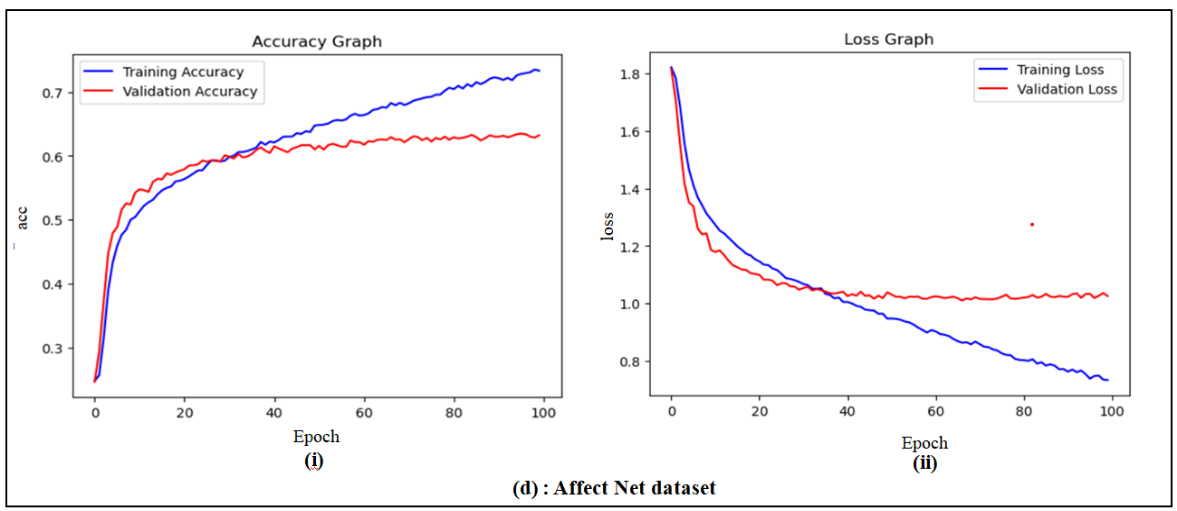 Accuracy Graph
Training Accuracy
Validation Accuracy
0.7
0.6
0.5
0.4
0.3
acc
0 20 40 60 80 100
Epoch
(i)
Loss Graph
Training Loss
Validation Loss
1.8
1.6
1.4
1.2
1.0
0.8
loss
0 20 40 60 80 100
Epoch
(ii)
(d) : Affect Net dataset